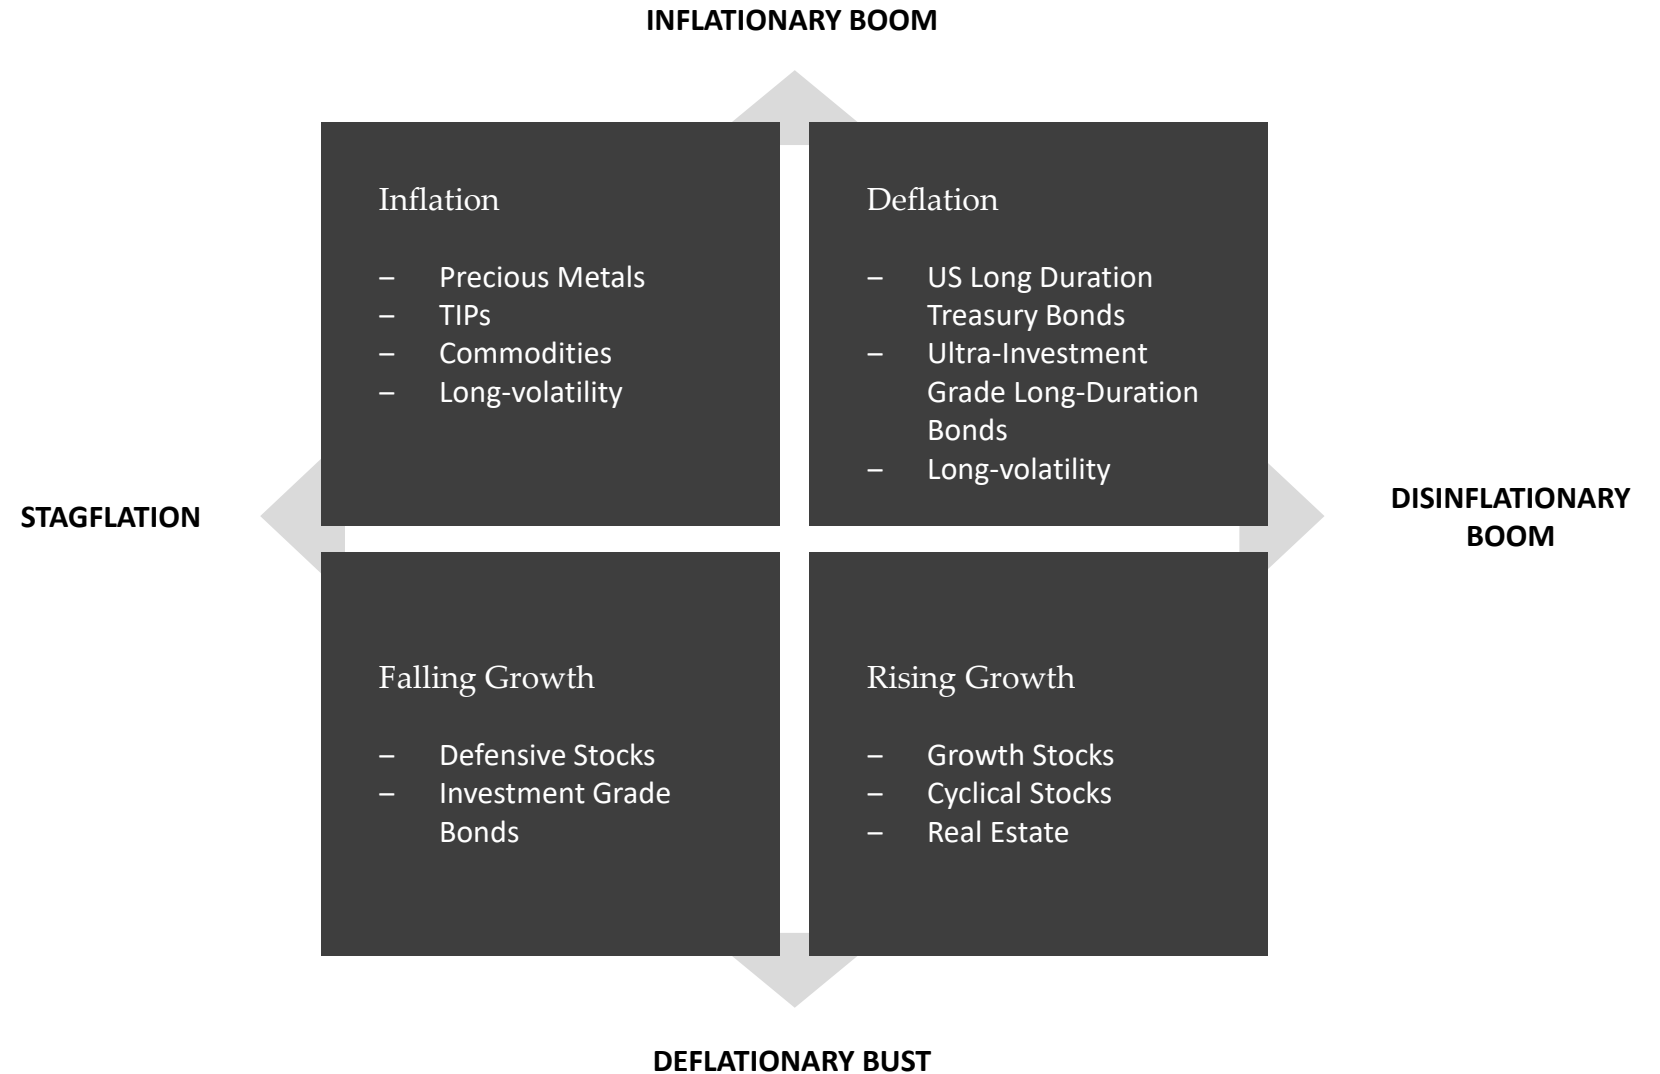 INFLATIONARY BOOM
Inflation
– Precious Metals
– TIPs
– Commodities
– Long-volatility
Deflation
– US Long Duration
Treasury Bonds
– Ultra-Investment
Grade Long-Duration
Bonds
– Long-volatility
STAGFLATION
DISINFLATIONARY
BOOM
Falling Growth
– Defensive Stocks
– Investment Grade
Bonds
Rising Growth
– Growth Stocks
– Cyclical Stocks
– Real Estate
DEFLATIONARY BUST